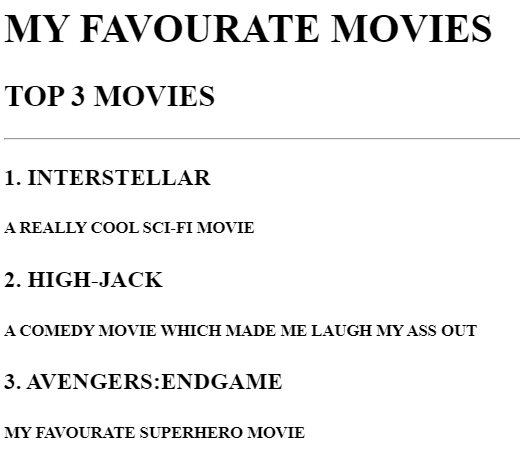 MY FAVOURATE MOVIES
TOP 3 MOVIES
1. INTERSTELLAR
A REALLY COOL SCI-FI MOVIE
2. HIGH-JACK
A COMEDY MOVIE WHICH MADE ME LAUGH MY ASS OUT
3. AVENGERS:ENDGAME
MY FAVOURATE SUPERHERO MOVIE